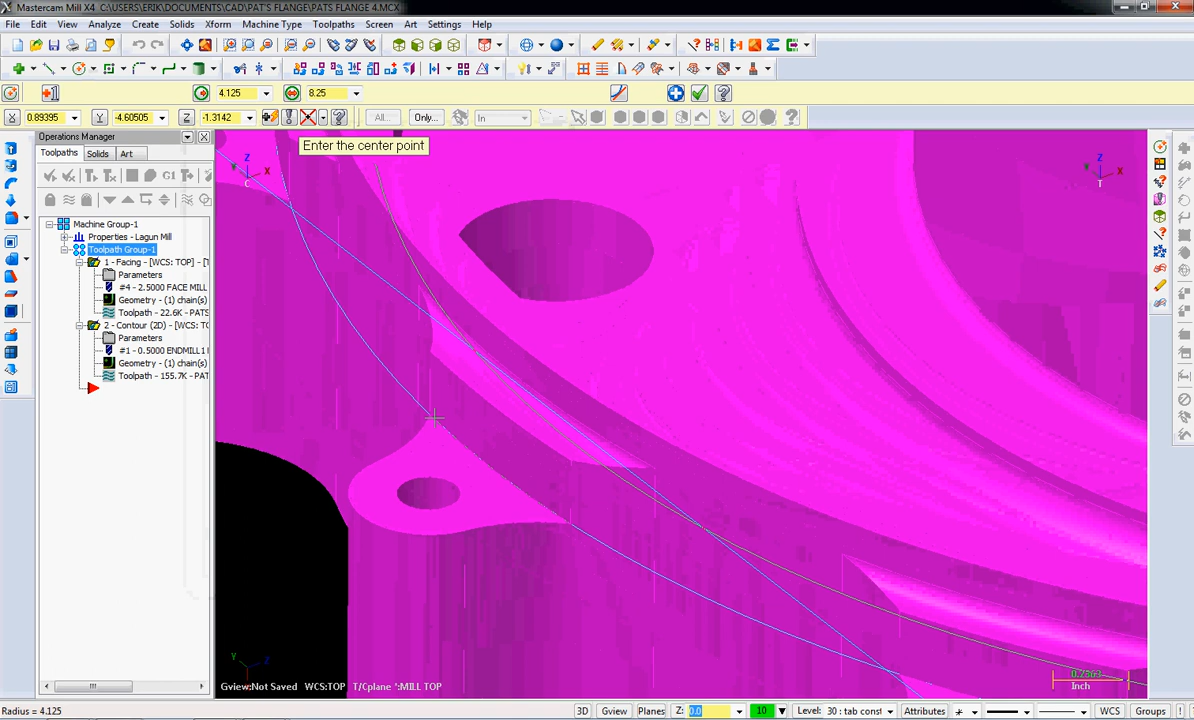 Mastercam Mill X4 C:\USERS\ERIK\DOCUMENTS\CAD\PAT'S FLANGE\PATS FLANGE 4.MCX
File Edit View Analyze Create Solids Xform Machine Type Toolpaths Screen Art Settings Help
4.125 8.25
X 0.89395 Y -4.60505 Z -1.3142 All... Only... In
Enter the center point
Operations Manager
Toolpaths Solids Art
G1
Machine Group-1
Properties - Lagun Mill
Toolpath Group-1
1 - Facing - [WCS: TOP] - [T
Parameters
#4 - 2.5000 FACE MILL
Geometry - (1) chain(s)
Toolpath - 22.6K - PATS
2 - Contour (2D) - [WCS: TO
Parameters
#1 - 0.5000 ENDMILL1
Geometry - (1) chain(s)
Toolpath - 155.7K - PAT
Z
X
Y
C
Z
X
Y
T
Y
Z
Gview:Not Saved WCS:TOP T/Cplane ':MILL TOP
0.2363
Inch
Radius = 4.125 3D Gview Planes Z: 0.0 10 Level: 30 : tab const Attributes WCS Groups ! ?